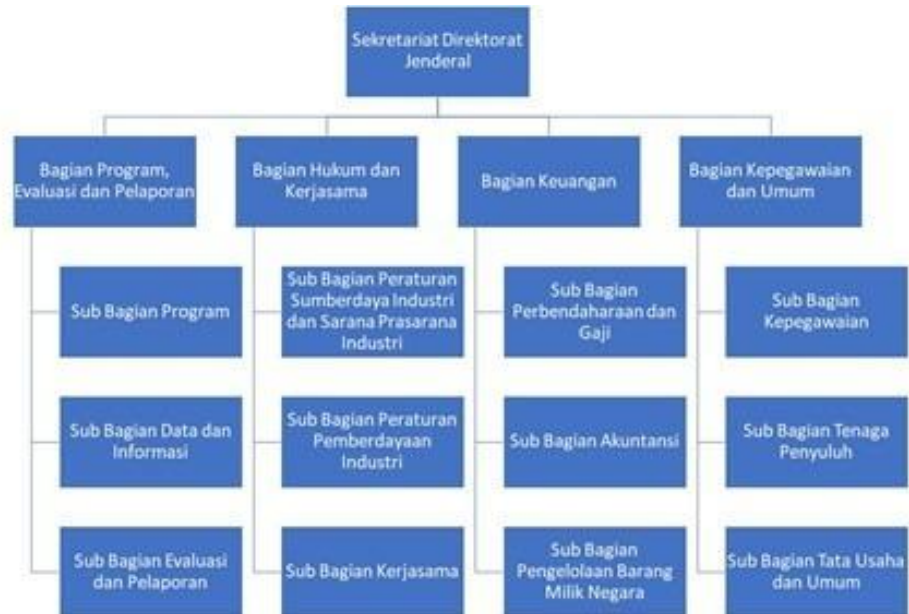 Sekretariat Direktorat
Jenderal
Bagian Program,
Evaluasi dan Pelaporan
Bagian Hukum dan
Kerjasama
Bagian Keuangan
Bagian Kepegawaian
dan Umum
Sub Bagian Program
Sub Bagian Peraturan
Sumberdaya Industri
dan Sarana Prasarana
Industri
Sub Bagian
Perbendaharaan dan
Gaji
Sub Bagian
Kepegawaian
Sub Bagian Data dan
Informasi
Sub Bagian Peraturan
Pemberdayaan
Industri
Sub Bagian Akuntansi
Sub Bagian Tenaga
Penyuluh
Sub Bagian Evaluasi
dan Pelaporan
Sub Bagian Kerjasama
Sub Bagian
Pengelolaan Barang
Milik Negara
Sub Bagian Tata Usaha
dan Umum